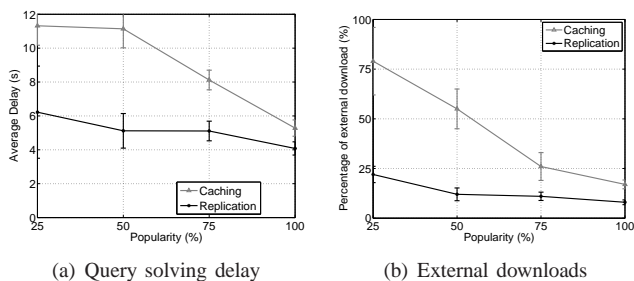 12
10
8
6
4
2
0
25
50
75
100
Average Delay (s)
Popularity (%)
Caching
Replication
(a) Query solving delay
100
75
50
25
0
25
50
75
100
Percentage of external download (%)
Popularity (%)
Caching
Replication
(b) External downloads